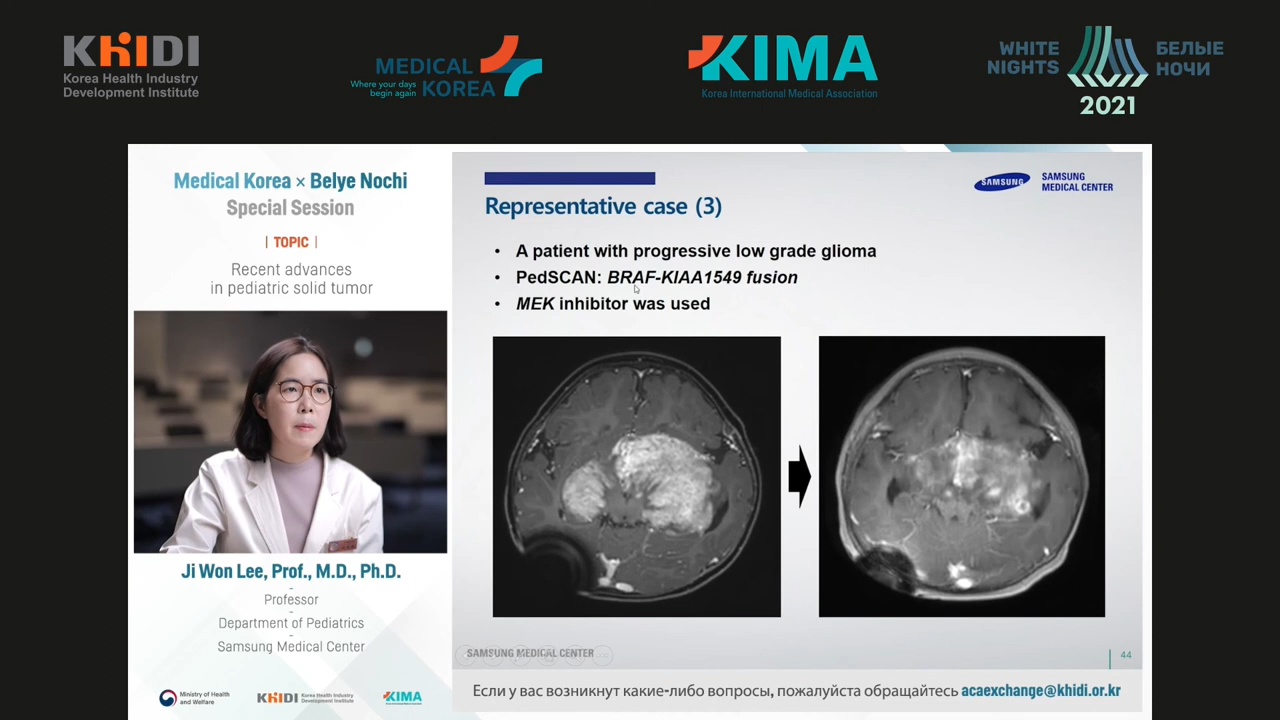 KHIDI
Korea Health Industry
Development Institute
MEDICAL
KOREA
Where your days
begin again
KIMA
Korea International Medical Association
WHITE
NIGHTS
БЕЛЫЕ
НОЧИ
2021
Medical Korea × Belye Nochi
Special Session
| TOPIC |
Recent advances
in pediatric solid tumor
Ji Won Lee, Prof., M.D., Ph.D.
Professor
Department of Pediatrics
Samsung Medical Center
Ministry of Health
and Welfare
KHIDI
Korea Health Industry
Development Institute
KIMA
SAMSUNG
SAMSUNG
MEDICAL CENTER
Representative case (3)
• A patient with progressive low grade glioma
• PedSCAN: BRAF-KIAA1549 fusion
• MEK inhibitor was used
SAMSUNG MEDICAL CENTER
44
Если у вас возникнут какие-либо вопросы, пожалуйста обращайтесь acaexchange@khidi.or.kr